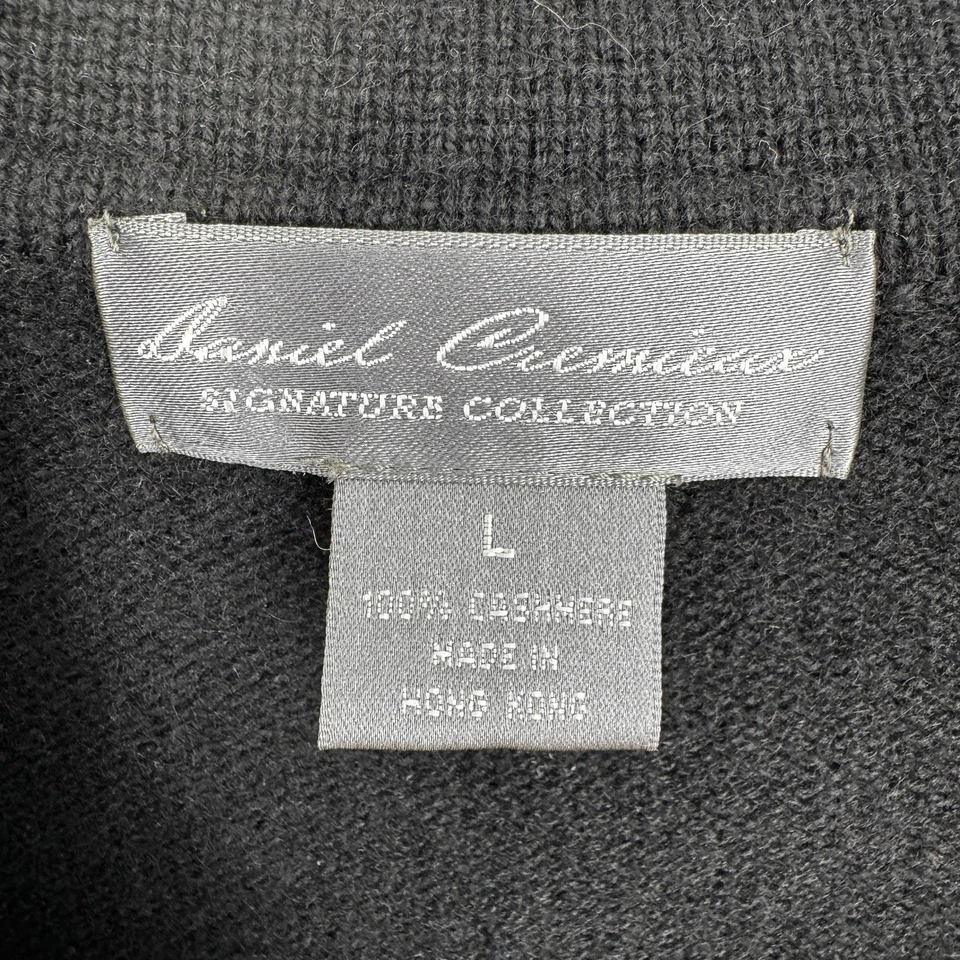 Daniel Cremieux
SIGNATURE COLLECTION
L
100% CASHMERE
MADE IN
HONG KONG